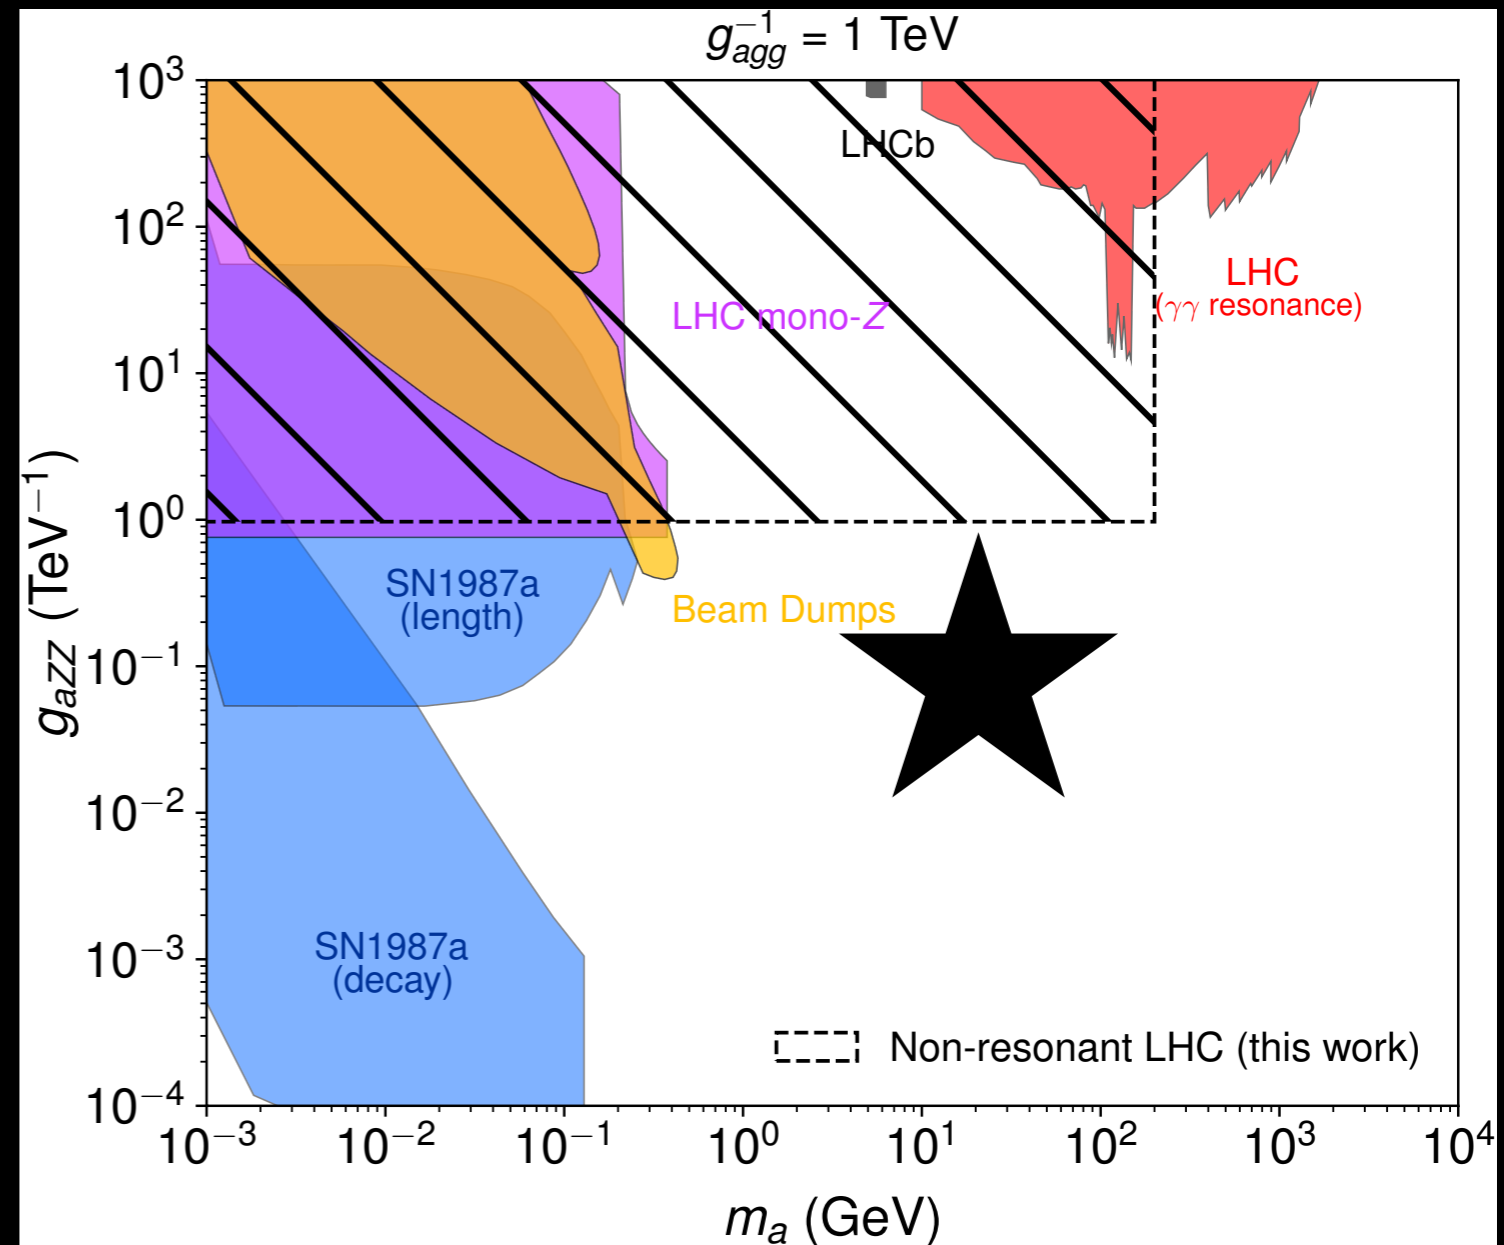 g_{agg}^{-1} = 1 TeV
10^3
10^2
10^1
10^0
10^{-1}
10^{-2}
10^{-3}
10^{-4}
g_{aZZ} (TeV^{-1})
LHCb
LHC
(γγ resonance)
LHC mono-Z
SN1987a
(length)
Beam Dumps
SN1987a
(decay)
Non-resonant LHC (this work)
10^{-3} 10^{-2} 10^{-1} 10^0 10^1 10^2 10^3 10^4
m_a (GeV)